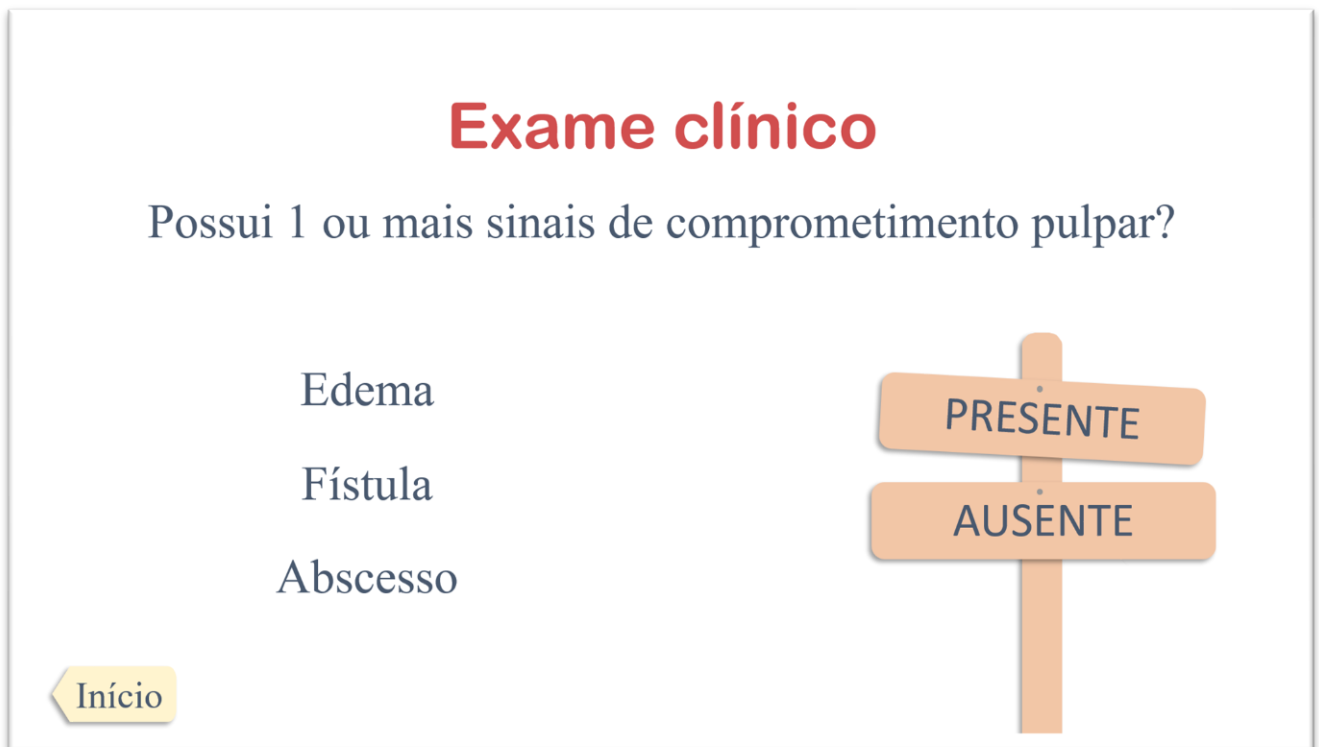 Exame clínico
Possui 1 ou mais sinais de comprometimento pulpar?
Edema
Fístula
Abscesso
PRESENTE
AUSENTE
Início